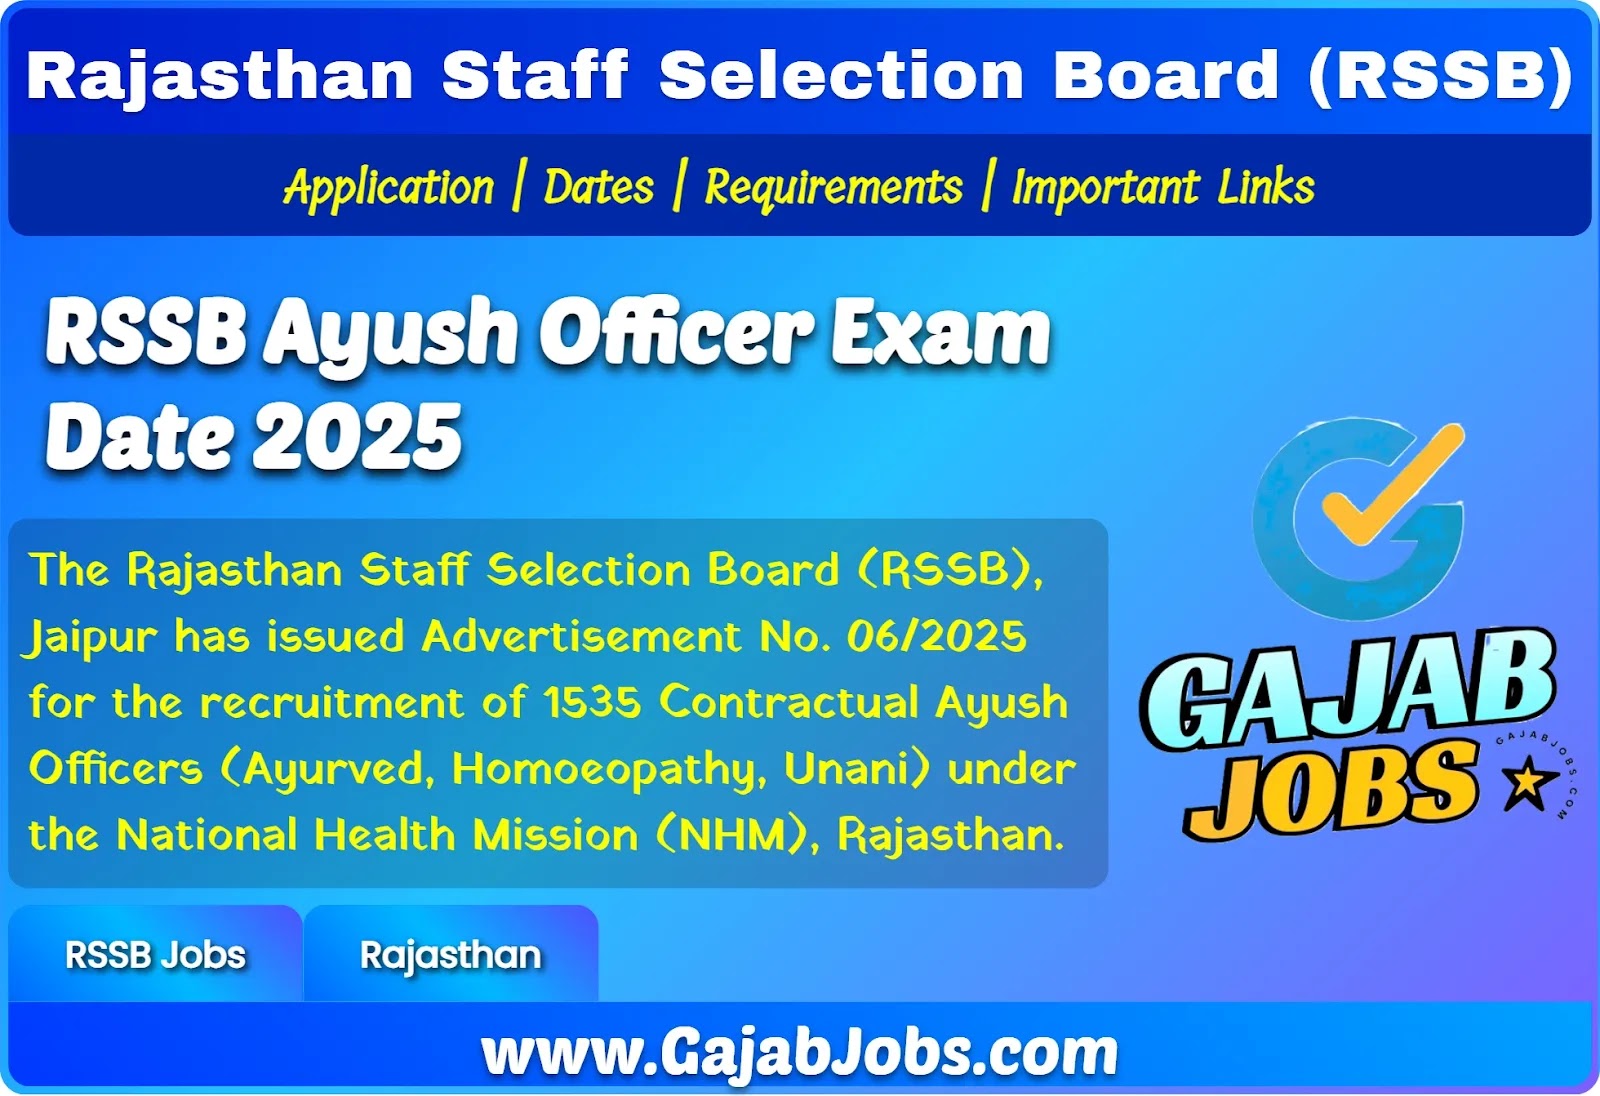 Rajasthan Staff Selection Board (RSSB)
Application | Dates | Requirements | Important Links
RSSB Ayush Officer Exam
Date 2025
The Rajasthan Staff Selection Board (RSSB),
Jaipur has issued Advertisement No. 06/2025
for the recruitment of 1535 Contractual Ayush
Officers (Ayurved, Homoeopathy, Unani) under
the National Health Mission (NHM), Rajasthan.
GAJAB
JOBS
GAJABJOBS.COM
RSSB Jobs
Rajasthan
www.GajabJobs.com